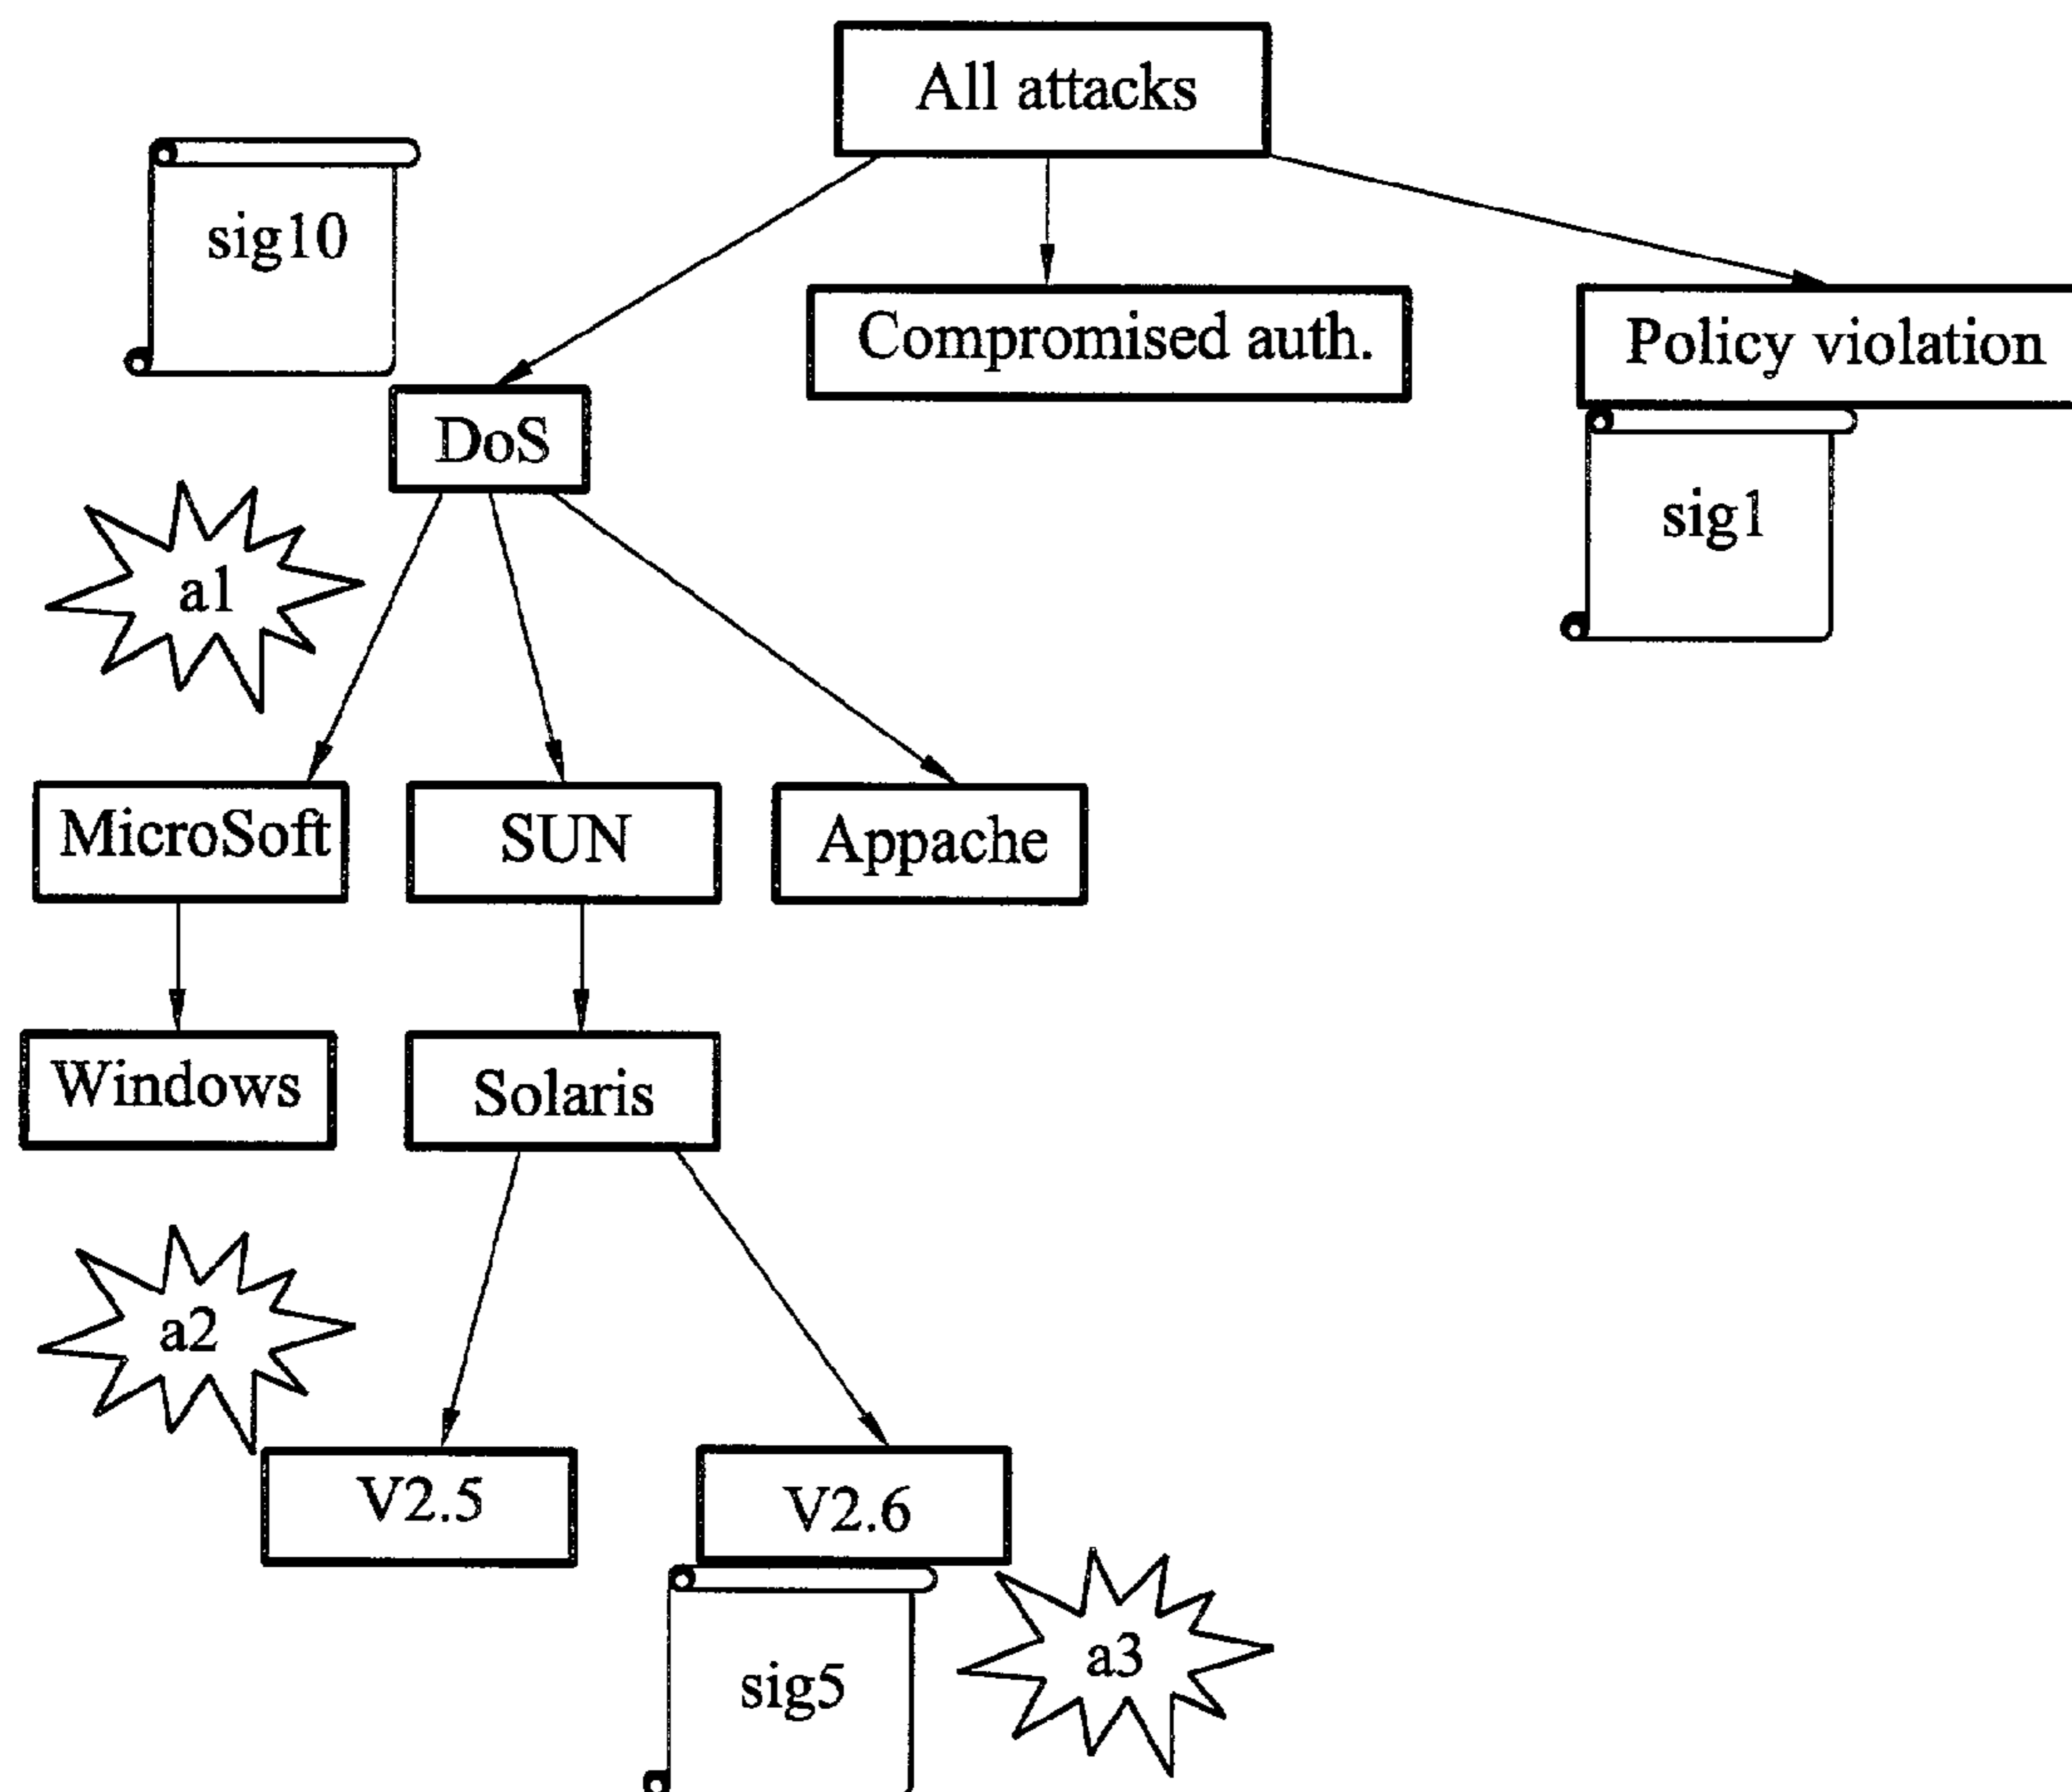 All attacks
sig10
Compromised auth.
Policy violation
DoS
sig1
a1
MicroSoft
SUN
Appache
Windows
Solaris
a2
V2.5
V2.6
sig5
a3